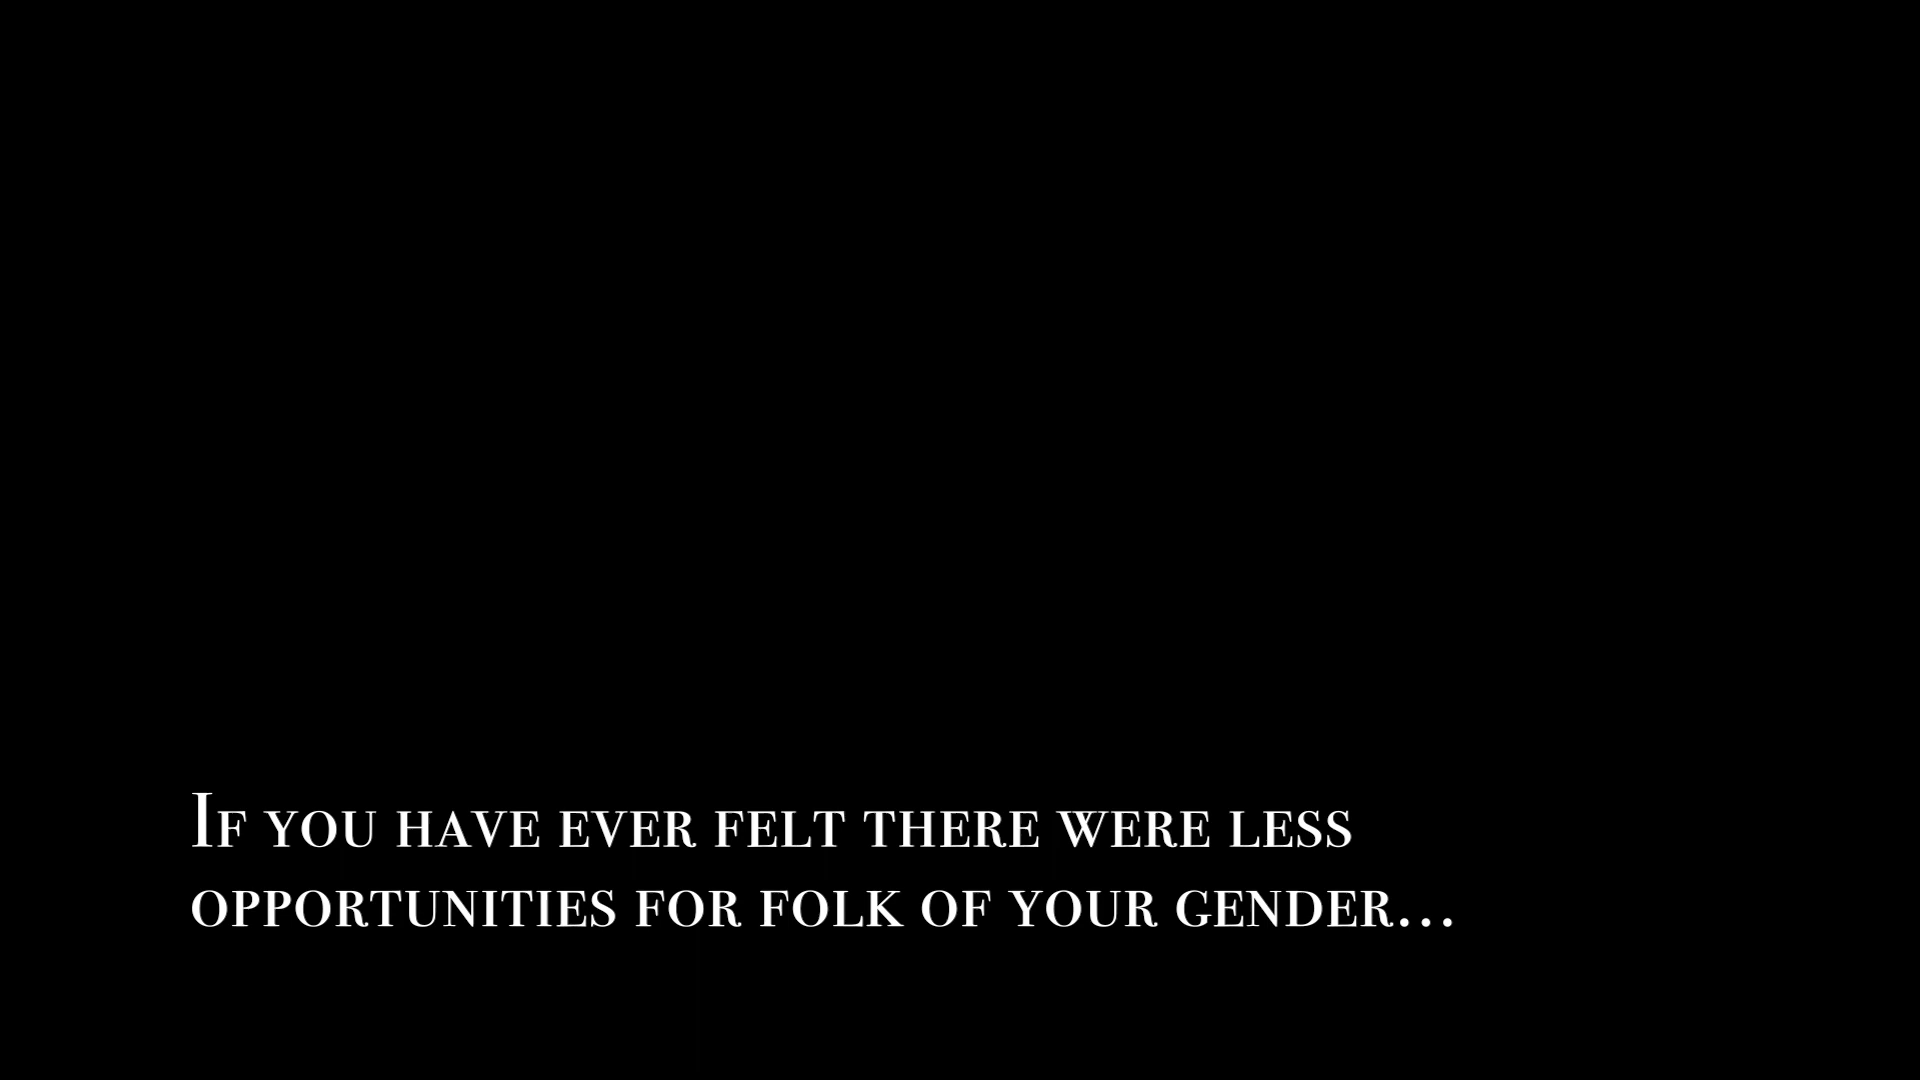 If you have ever felt there were less
opportunities for folk of your gender...